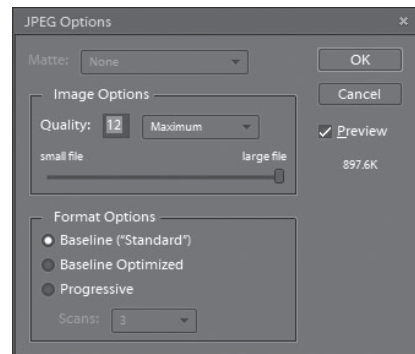 JPEG Options
Matte: None
OK
Image Options
Cancel
Quality: 12 Maximum
Preview
small file large file
897.6K
Format Options
Baseline ("Standard")
Baseline Optimized
Progressive
Scans: 3